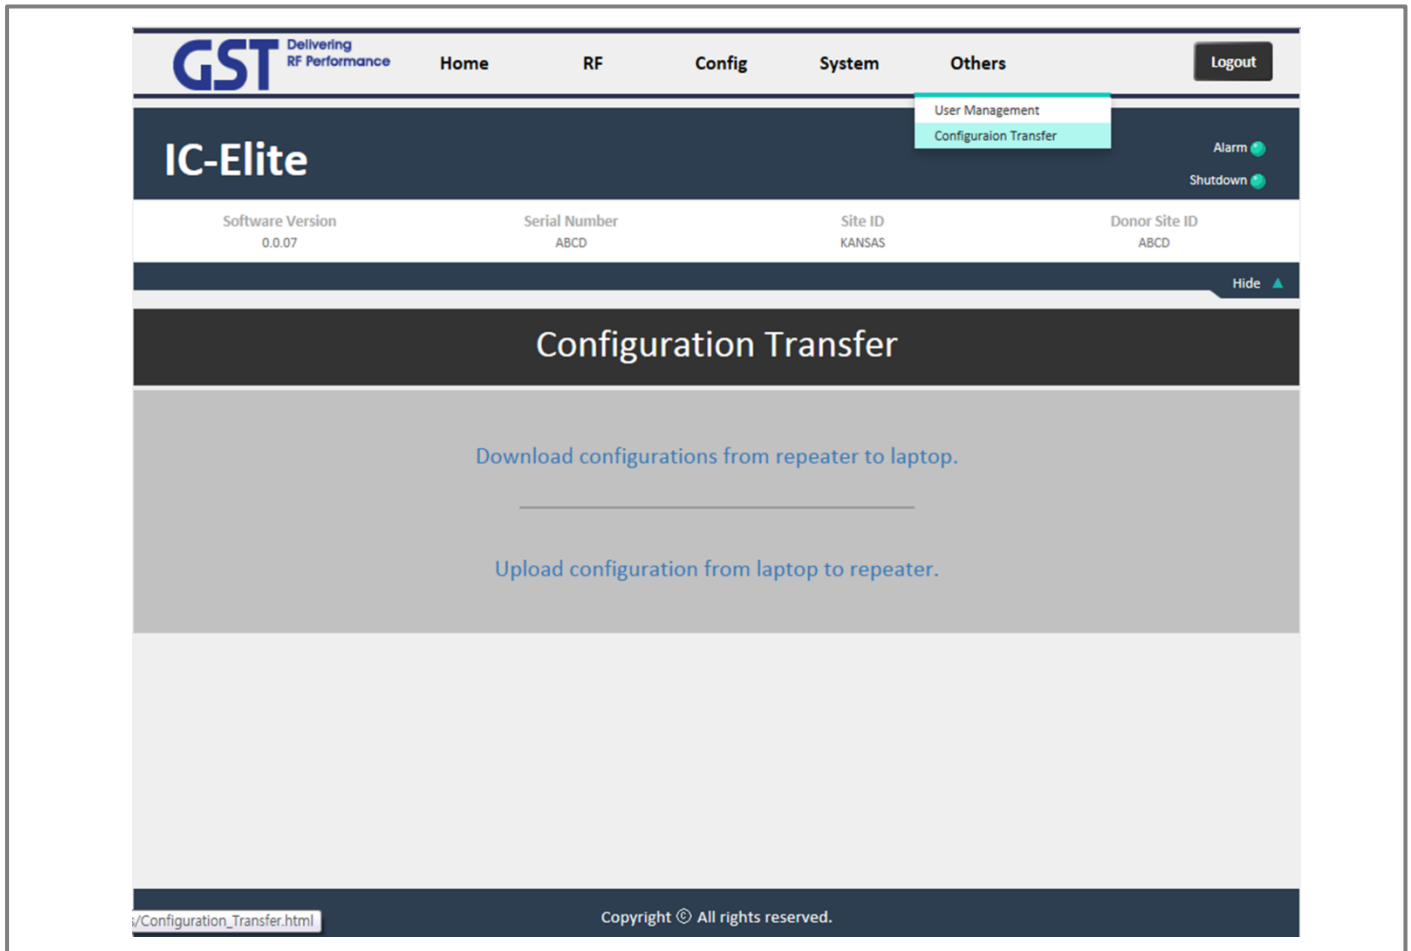 GST Delivering
RF Performance
Home RF Config System Others Logout
User Management
Configuraion Transfer
IC-Elite
Alarm
Shutdown
Software Version Serial Number Site ID Donor Site ID
0.0.07 ABCD KANSAS ABCD
Hide ▲
Configuration Transfer
Download configurations from repeater to laptop.
Upload configuration from laptop to repeater.
s/Configuration_Transfer.html
Copyright © All rights reserved.